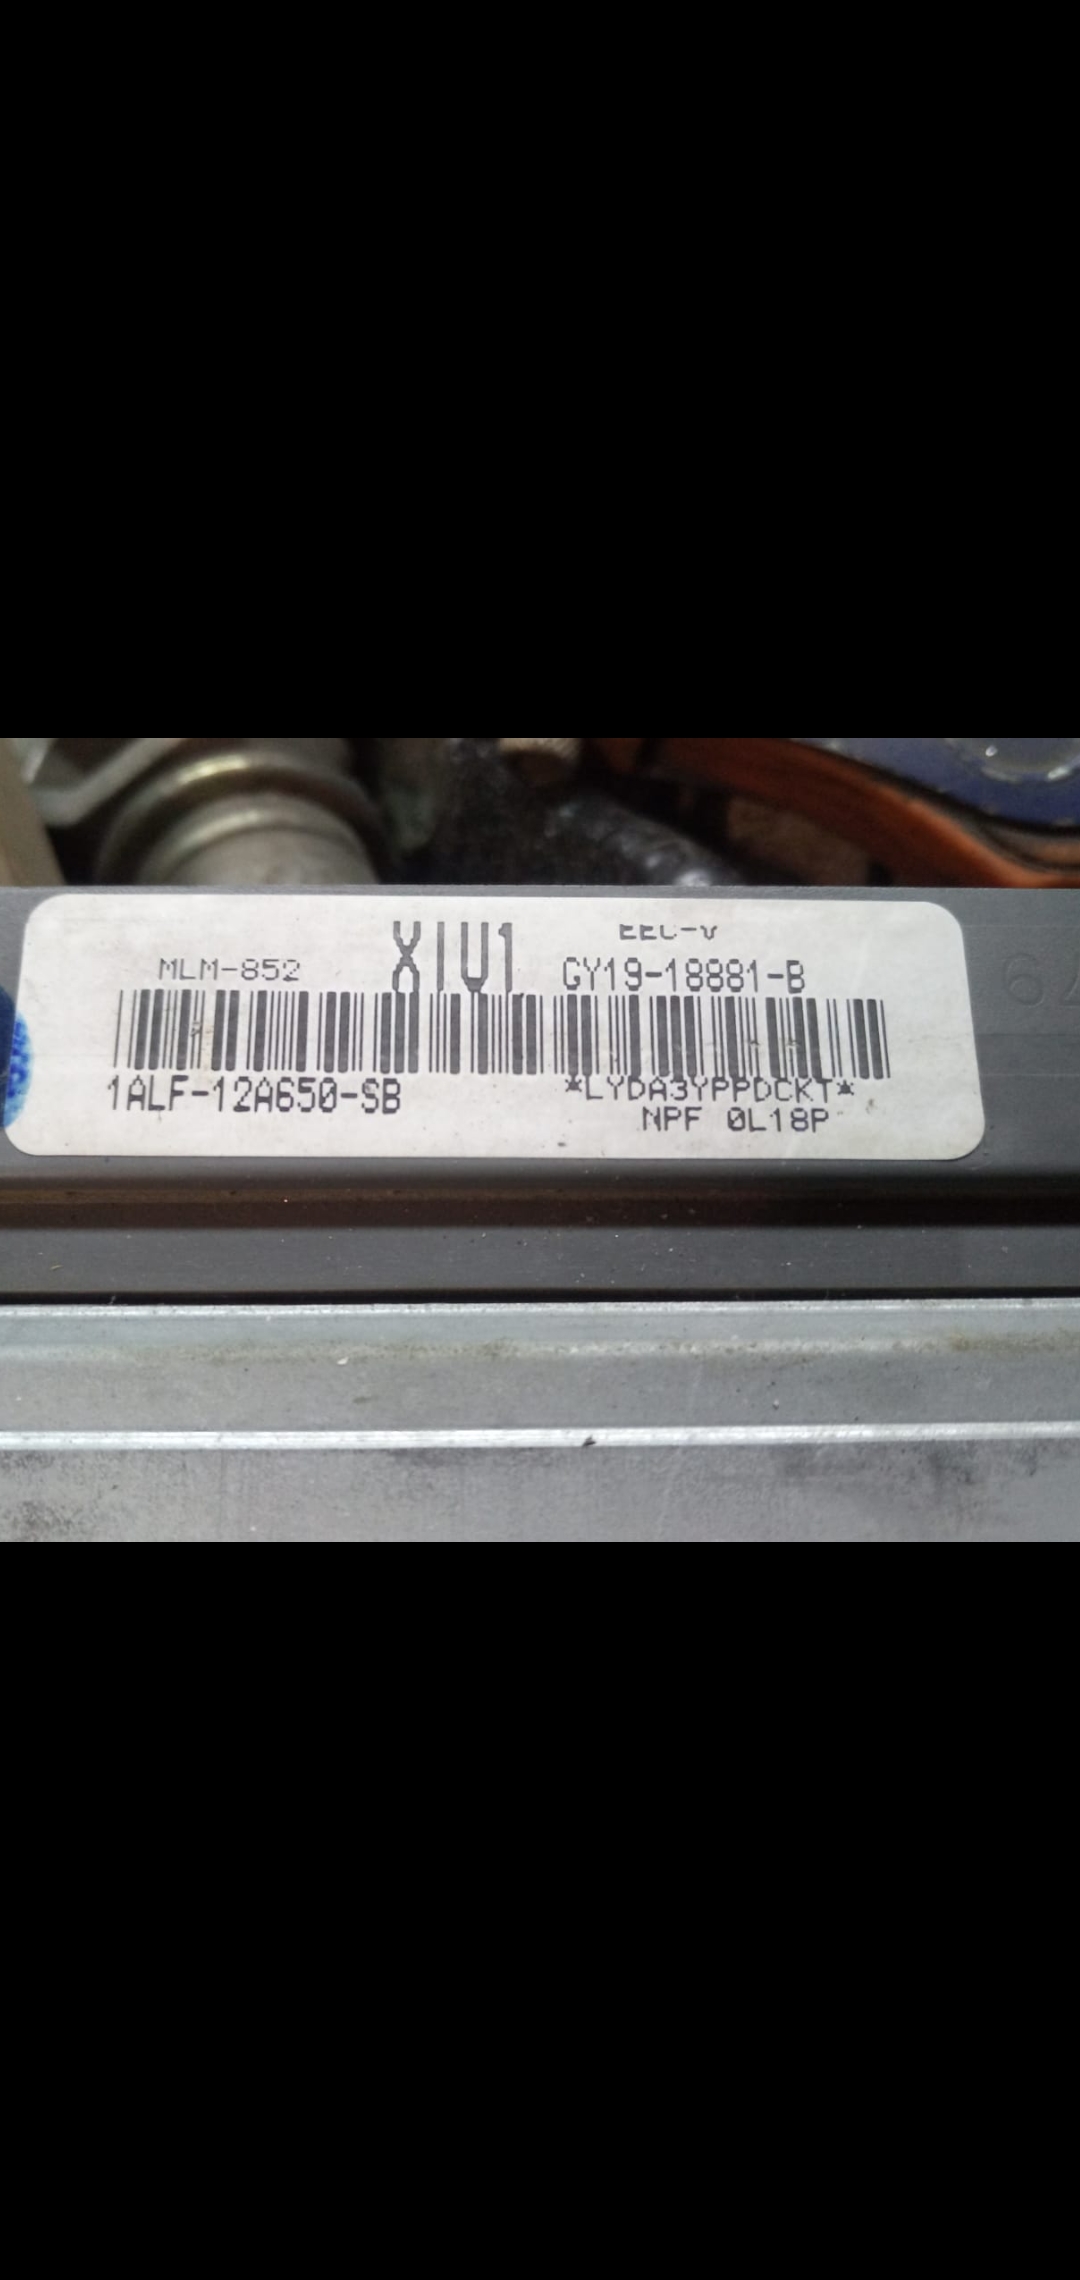 XIV1
EEC-V
MLM-852
GY19-18881-B
1ALF-12A650-SB
*LYDA3YPPDCKT*
NPF 0L18P